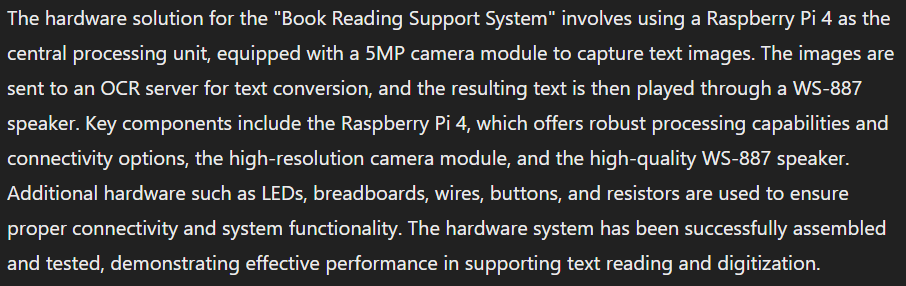 The hardware solution for the "Book Reading Support System" involves using a Raspberry Pi 4 as the
central processing unit, equipped with a 5MP camera module to capture text images. The images are
sent to an OCR server for text conversion, and the resulting text is then played through a WS-887
speaker. Key components include the Raspberry Pi 4, which offers robust processing capabilities and
connectivity options, the high-resolution camera module, and the high-quality WS-887 speaker.
Additional hardware such as LEDs, breadboards, wires, buttons, and resistors are used to ensure
proper connectivity and system functionality. The hardware system has been successfully assembled
and tested, demonstrating effective performance in supporting text reading and digitization.